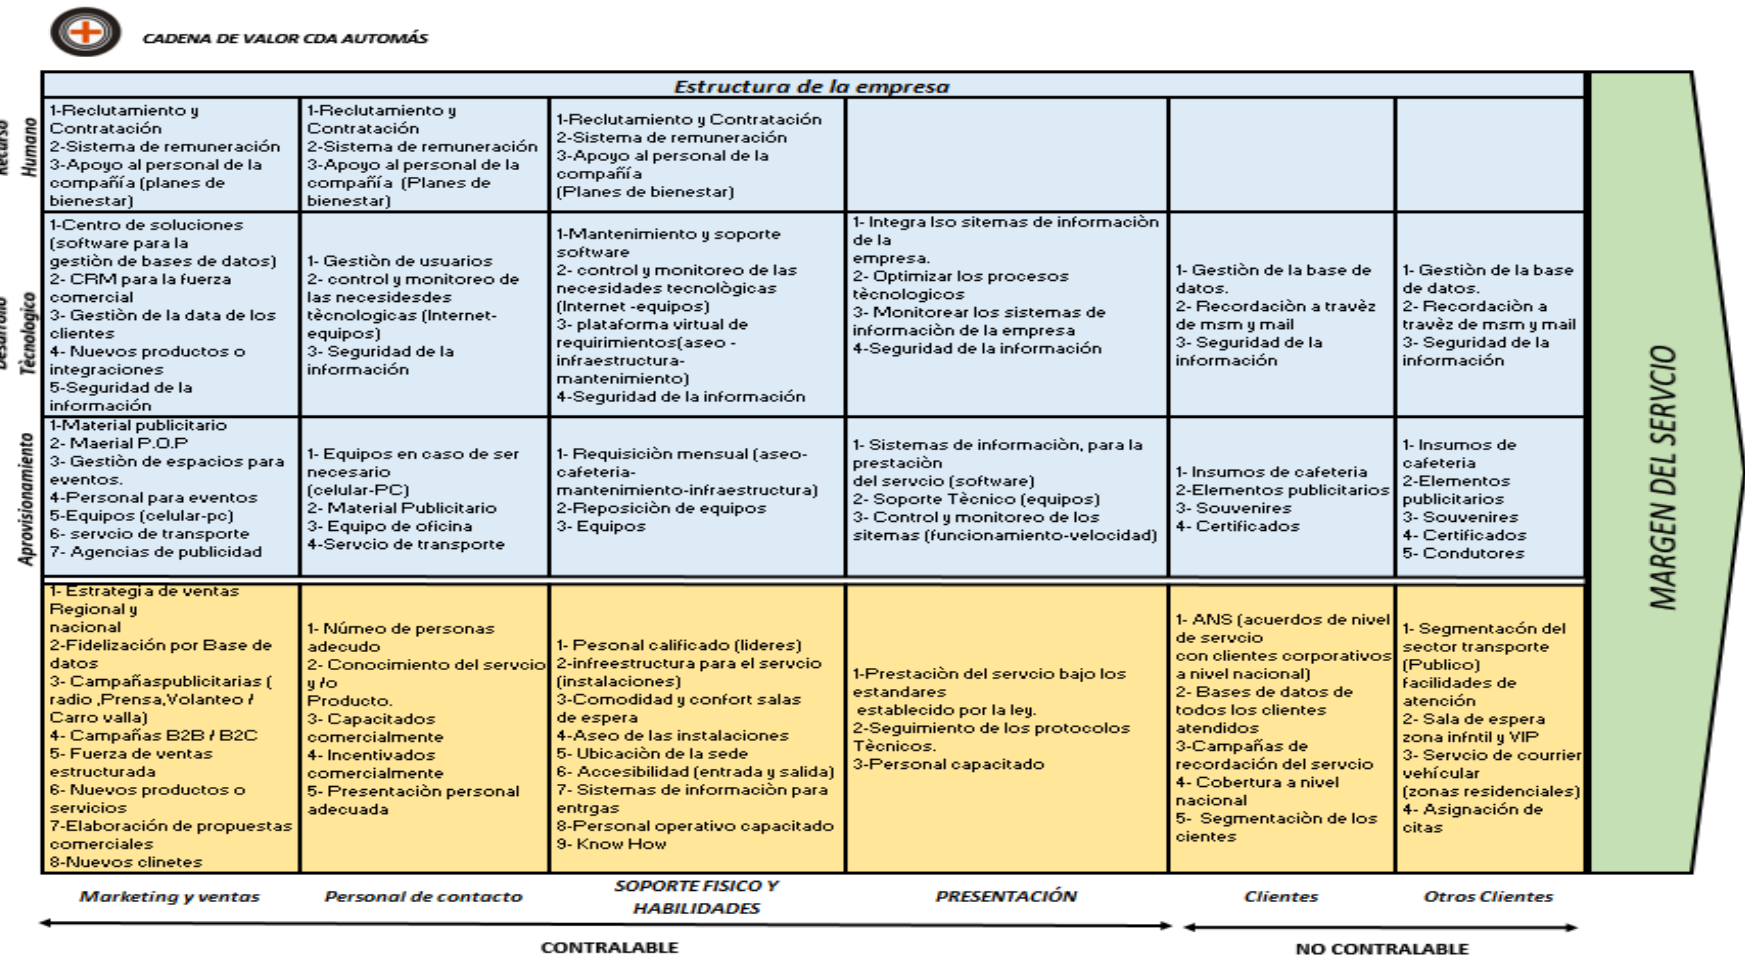 CADENA DE VALOR CDA AUTOMÁS
Estructura de la empresa
Recurso
Humano
1-Reclutamiento y
Contratación
2-Sistema de remuneración
3-Apoyo al personal de la
compañía (planes de
bienestar)
1-Reclutamiento y
Contratación
2-Sistema de remuneración
3-Apoyo al personal de la
compañía (Planes de
bienestar)
1-Reclutamiento y Contratación
2-Sistema de remuneración
3-Apoyo al personal de la
compañía
(Planes de bienestar)
Desarrollo
Tècnologico
1-Centro de soluciones
(software para la
gestiòn de bases de datos)
2- CRM para la fuerza
comercial
3- Gestiòn de la data de los
clientes
4- Nuevos productos o
integraciones
5-Seguridad de la
información
1- Gestiòn de usuarios
2- control y monitoreo de
las necesidesdes
tècnologicas (Internet-
equipos)
3- Seguridad de la
información
1-Mantenimiento y soporte
software
2- control y monitoreo de las
necesidades tecnològicas
(Internet -equipos)
3- plataforma virtual de
requirimientos(aseo -
infraestructura-
mantenimiento)
4-Seguridad de la información
1- Integra lso sitemas de informaciòn
de la
empresa.
2- Optimizar los procesos
tècnologicos
3- Monitorear los sistemas de
informaciòn de la empresa
4-Seguridad de la información
1- Gestiòn de la base de
datos.
2- Recordaciòn a travèz
de msm y mail
3- Seguridad de la
información
1- Gestiòn de la base
de datos.
2- Recordaciòn a
travèz de msm y mail
3- Seguridad de la
información
Aprovisionamiento
1-Material publicitario
2- Maerial P.O.P
3- Gestiòn de espacios para
eventos.
4-Personal para eventos
5-Equipos (celular-pc)
6- servcio de transporte
7- Agencias de publicidad
1- Equipos en caso de ser
necesario
(celular-PC)
2- Material Publicitario
3- Equipo de oficina
4-Servcio de transporte
1- Requisiciòn mensual (aseo-
cafeteria-
mantenimiento-infraestructura)
2-Reposiciòn de equipos
3- Equipos
1- Sistemas de informaciòn, para la
prestaciòn
del servcio (software)
2- Soporte Tècnico (equipos)
3- Control y monitoreo de los
sitemas (funcionamiento-velocidad)
1- Insumos de cafeteria
2-Elementos publicitarios
3- Souvenires
4- Certificados
1- Insumos de
cafeteria
2-Elementos
publicitarios
3- Souvenires
4- Certificados
5- Condutores
1- Estrategia de ventas
Regional y
nacional
2-Fidelización por Base de
datos
3- Campañaspublicitarias (
radio ,Prensa,Volanteo /
Carro valla)
4- Campañas B2B / B2C
5- Fuerza de ventas
estructurada
6- Nuevos productos o
servicios
7-Elaboración de propuestas
comerciales
8-Nuevos clinetes
1- Númeo de personas
adecudo
2- Conocimiento del servcio
y /o
Producto.
3- Capacitados
comercialmente
4- Incentivados
comercialmente
5- Presentaciòn personal
adecuada
1- Pesonal calificado (lideres)
2-infreestructura para el servcio
(instalaciones)
3-Comodidad y confort salas
de espera
4-Aseo de las instalaciones
5- Ubicaciòn de la sede
6- Accesibilidad (entrada y salida)
7- Sistemas de informaciòn para
entrgas
8-Personal operativo capacitado
9- Know How
1-Prestaciòn del servcio bajo los
estandares
establecido por la ley.
2-Seguimiento de los protocolos
Tècnicos.
3-Personal capacitado
1- ANS (acuerdos de nivel
de servcio
con clientes corporativos
a nivel nacional)
2- Bases de datos de
todos los clientes
atendidos
3-Campañas de
recordación del servcio
4- Cobertura a nivel
nacional
5- Segmentaciòn de los
cientes
1- Segmentacón del
sector transporte
(Publico)
facilidades de
atención
2- Sala de espera
zona infntil y VIP
3- Servcio de courrier
vehícular
(zonas residenciales)
4- Asignación de
citas
MARGEN DEL SERVCIO
Marketing y ventas
Personal de contacto
SOPORTE FISICO Y
HABILIDADES
PRESENTACIÓN
Clientes
Otros Clientes
CONTRALABLE
NO CONTRALABLE